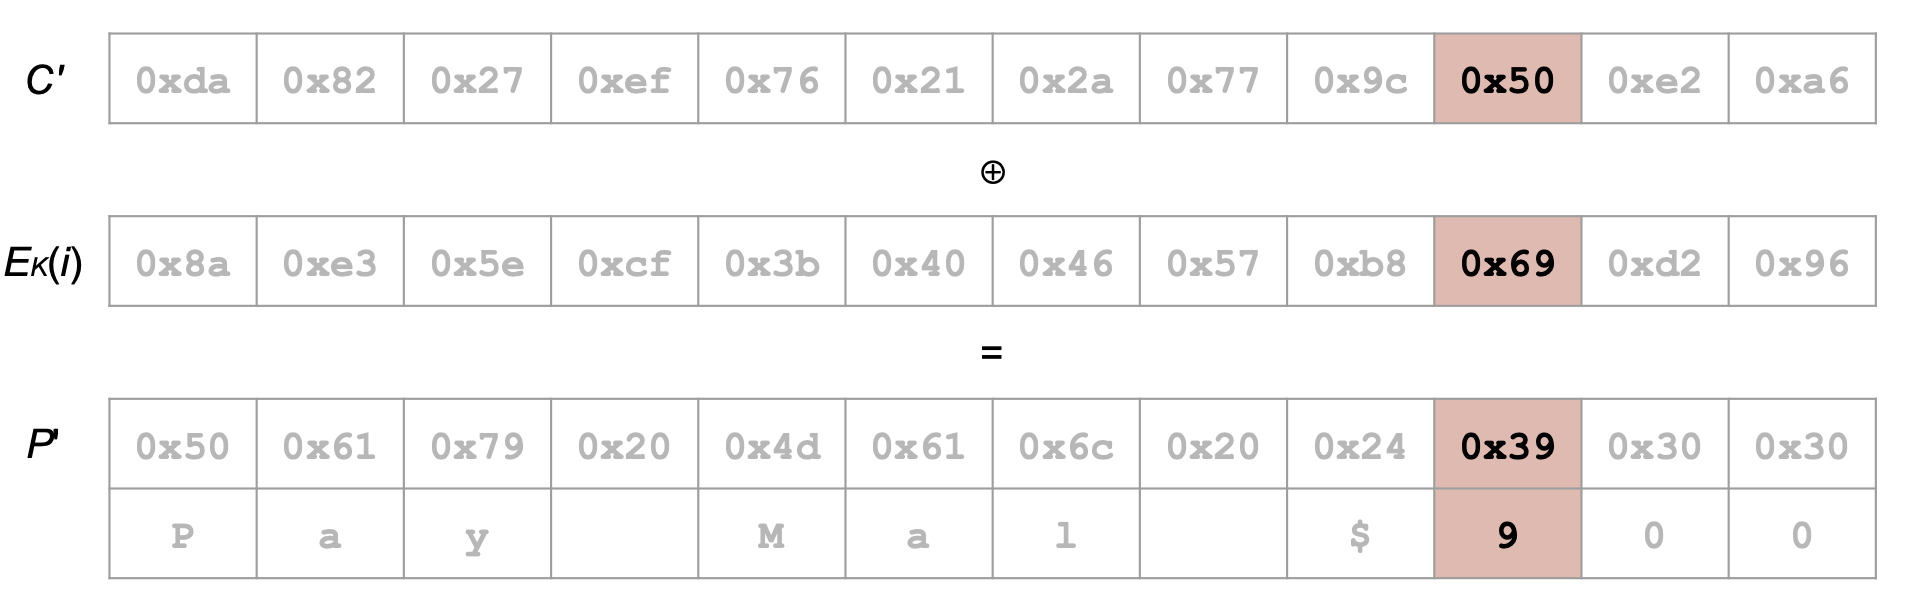 C' 0xda 0x82 0x27 0xef 0x76 0x21 0x2a 0x77 0x9c 0x50 0xe2 0xa6
⊕
EK(i) 0x8a 0xe3 0x5e 0xcf 0x3b 0x40 0x46 0x57 0xb8 0x69 0xd2 0x96
=
P' 0x50 0x61 0x79 0x20 0x4d 0x61 0x6c 0x20 0x24 0x39 0x30 0x30
P a y M a l $ 9 0 0